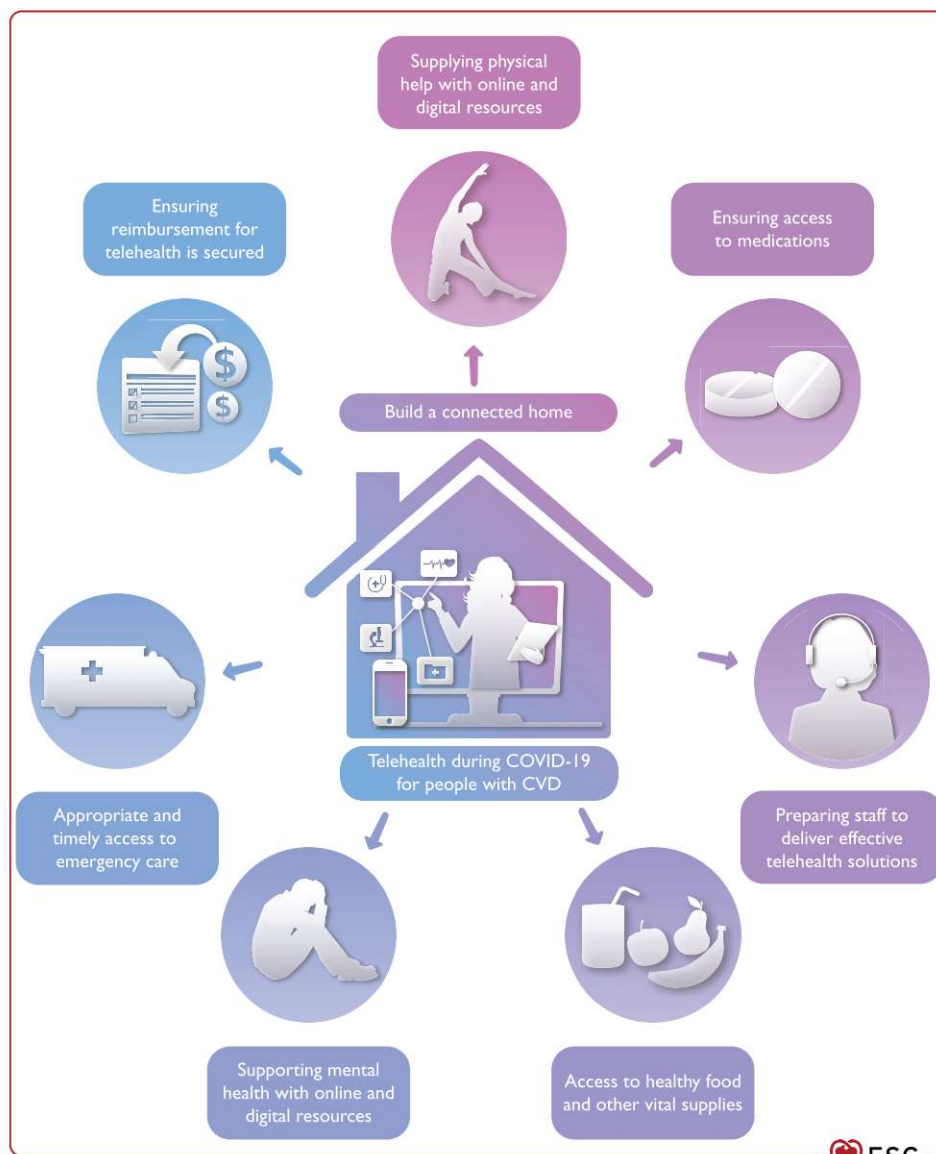 Supplying physical
help with online and
digital resources
Ensuring
reimbursement for
telehealth is secured
Ensuring access
to medications
$
$
Build a connected home
Telehealth during COVID-19
for people with CVD
Appropriate and
timely access to
emergency care
Preparing staff to
deliver effective
telehealth solutions
Supporting mental
health with online and
digital resources
Access to healthy food
and other vital supplies
ESC